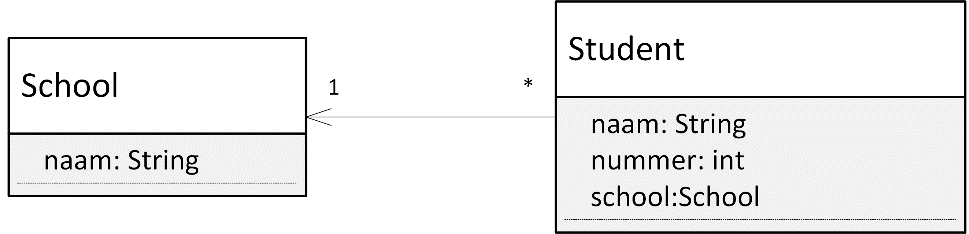 School
naam: String
1
*
Student
naam: String
nummer: int
school:School